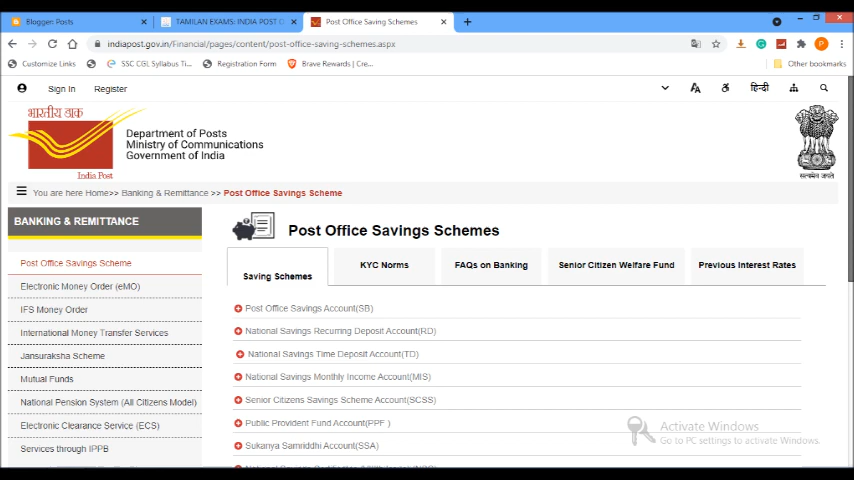 Blogger: Posts
TAMILAN EXAMS: INDIA POST
Post Office Saving Schemes
indiapost.gov.in/Financial/pages/content/post-office-saving-schemes.aspx
Customize Links
SSC CGL Syllabus Ti...
Registration Form
Brave Rewards | Cre...
Other bookmarks
Sign In
Register
हिन्दी
भारतीय डाक
India Post
Department of Posts
Ministry of Communications
Government of India
सत्यमेव जयते
You are here Home>> Banking & Remittance >> Post Office Savings Scheme
BANKING & REMITTANCE
Post Office Savings Scheme
Electronic Money Order (eMO)
IFS Money Order
International Money Transfer Services
Jansuraksha Scheme
Mutual Funds
National Pension System (All Citizens Model)
Electronic Clearance Service (ECS)
Services through IPPB
Post Office Savings Schemes
Saving Schemes
KYC Norms
FAQs on Banking
Senior Citizen Welfare Fund
Previous Interest Rates
Post Office Savings Account(SB)
National Savings Recurring Deposit Account(RD)
National Savings Time Deposit Account(TD)
National Savings Monthly Income Account(MIS)
Senior Citizens Savings Scheme Account(SCSS)
Public Provident Fund Account(PPF )
Sukanya Samriddhi Account(SSA)
Activate Windows
Go to PC settings to activate Windows.